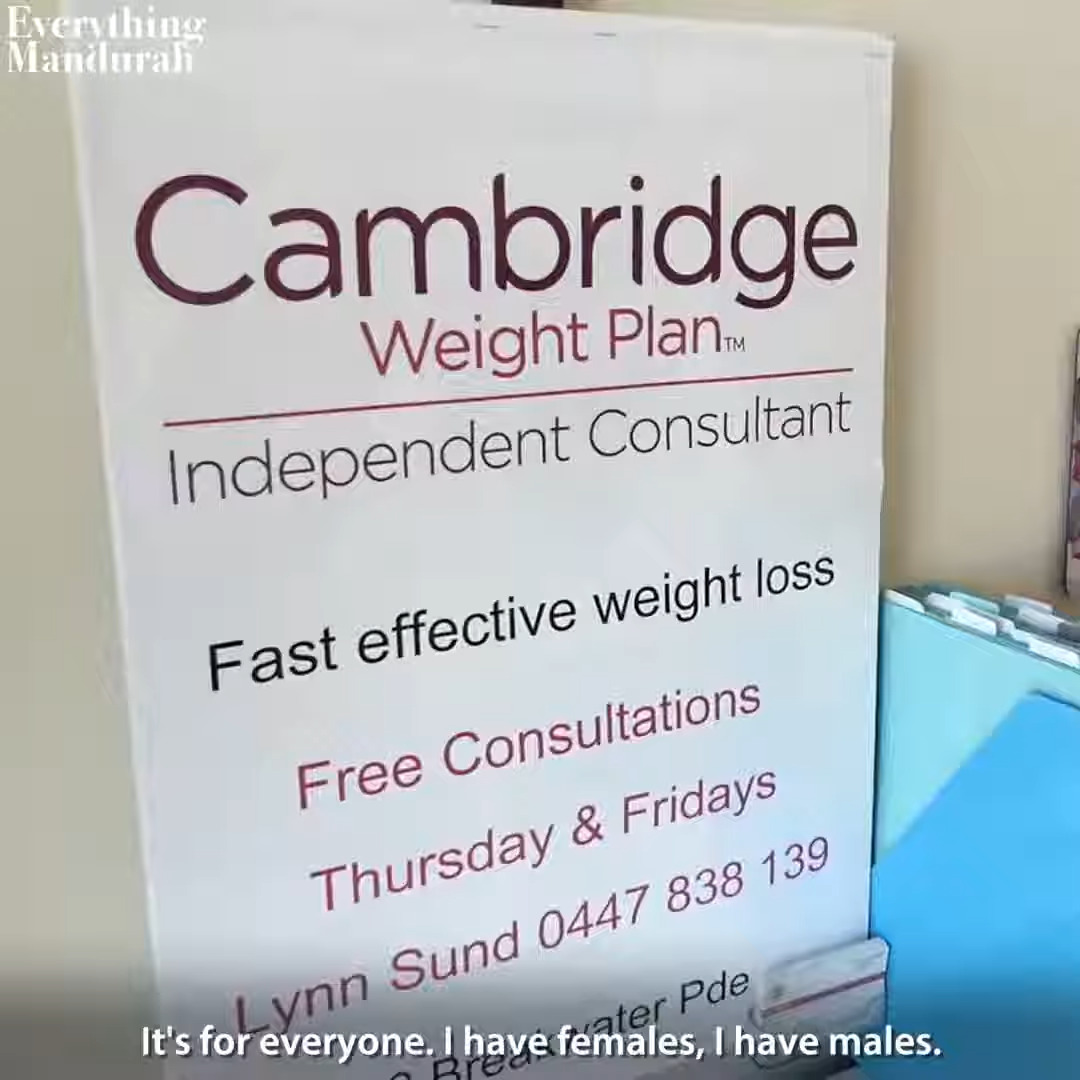 Everything
Mandurah
Cambridge
Weight Plan™
Independent Consultant
Fast effective weight loss
Free Consultations
Thursday & Fridays
Lynn Sund 0447 838 139
Breakwater Pde
It's for everyone. I have females, I have males.